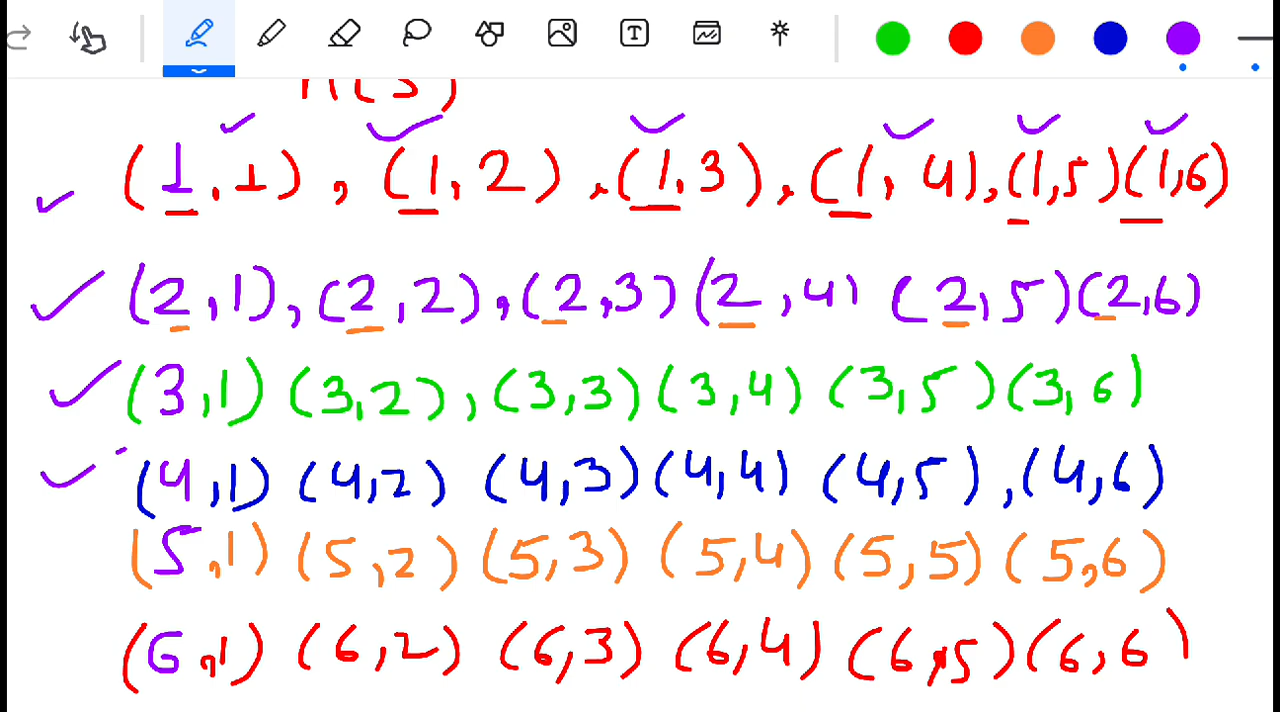 (1,1), (1,2), (1,3), (1,4), (1,5)(1,6)
(2,1), (2,2), (2,3)(2,4) (2,5)(2,6)
(3,1) (3,2), (3,3)(3,4) (3,5)(3,6)
(4,1) (4,2) (4,3)(4,4) (4,5), (4,6)
(5,1) (5,2) (5,3) (5,4) (5,5) (5,6)
(6,1) (6,2) (6,3) (6,4) (6,5)(6,6)